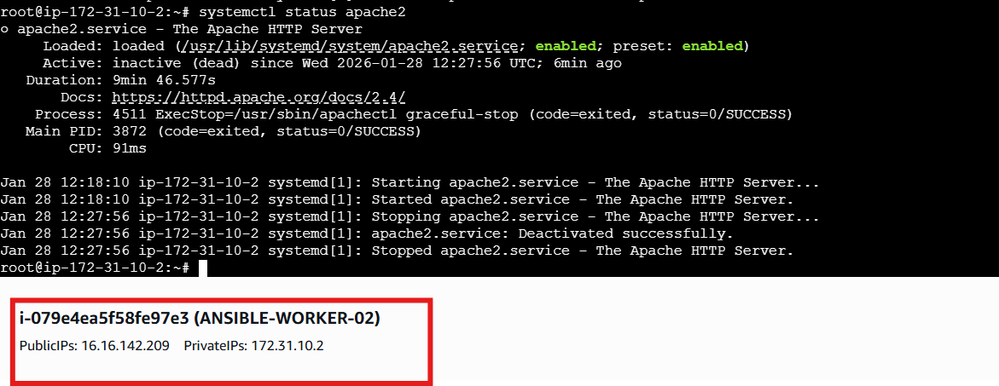 root@ip-172-31-10-2:~# systemctl status apache2
○ apache2.service - The Apache HTTP Server
Loaded: loaded (/usr/lib/systemd/system/apache2.service; enabled; preset: enabled)
Active: inactive (dead) since Wed 2026-01-28 12:27:56 UTC; 6min ago
Duration: 9min 46.577s
Docs: https://httpd.apache.org/docs/2.4/
Process: 4511 ExecStop=/usr/sbin/apachectl graceful-stop (code=exited, status=0/SUCCESS)
Main PID: 3872 (code=exited, status=0/SUCCESS)
CPU: 91ms
Jan 28 12:18:10 ip-172-31-10-2 systemd[1]: Starting apache2.service - The Apache HTTP Server...
Jan 28 12:18:10 ip-172-31-10-2 systemd[1]: Started apache2.service - The Apache HTTP Server.
Jan 28 12:27:56 ip-172-31-10-2 systemd[1]: Stopping apache2.service - The Apache HTTP Server...
Jan 28 12:27:56 ip-172-31-10-2 systemd[1]: apache2.service: Deactivated successfully.
Jan 28 12:27:56 ip-172-31-10-2 systemd[1]: Stopped apache2.service - The Apache HTTP Server.
root@ip-172-31-10-2:~#
i-079e4ea5f58fe97e3 (ANSIBLE-WORKER-02)
PublicIPs: 16.16.142.209 PrivateIPs: 172.31.10.2